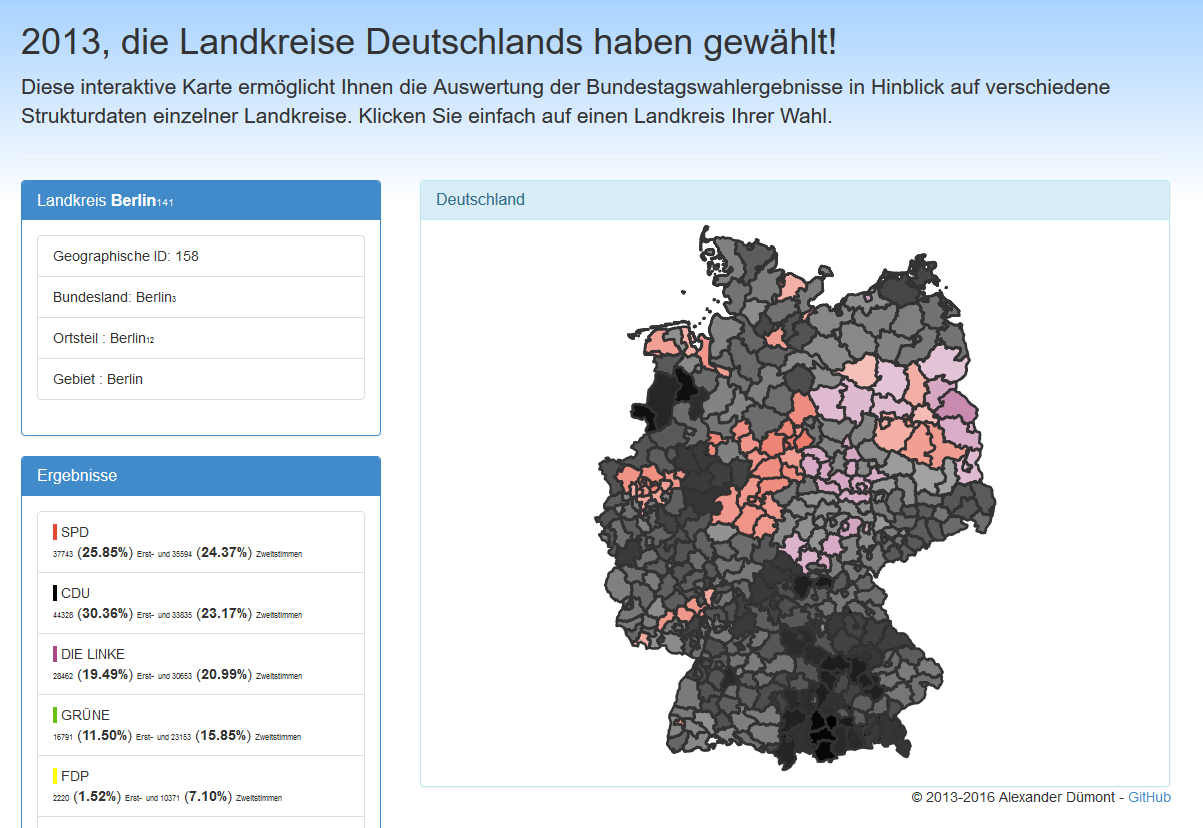 2013, die Landkreise Deutschlands haben gewählt!
Diese interaktive Karte ermöglicht Ihnen die Auswertung der Bundestagswahlergebnisse in Hinblick auf verschiedene
Strukturdaten einzelner Landkreise. Klicken Sie einfach auf einen Landkreis Ihrer Wahl.
Landkreis Berlin141
Geographische ID: 158
Bundesland: Berlin3
Ortsteil : Berlin12
Gebiet : Berlin
Ergebnisse
SPD
37743 (25.85%) Erst- und 35594 (24.37%) Zweitstimmen
CDU
44328 (30.36%) Erst- und 33835 (23.17%) Zweitstimmen
DIE LINKE
28462 (19.49%) Erst- und 30653 (20.99%) Zweitstimmen
GRÜNE
16791 (11.50%) Erst- und 23153 (15.85%) Zweitstimmen
FDP
2220 (1.52%) Erst- und 10371 (7.10%) Zweitstimmen
Deutschland
© 2013-2016 Alexander Dümont - GitHub